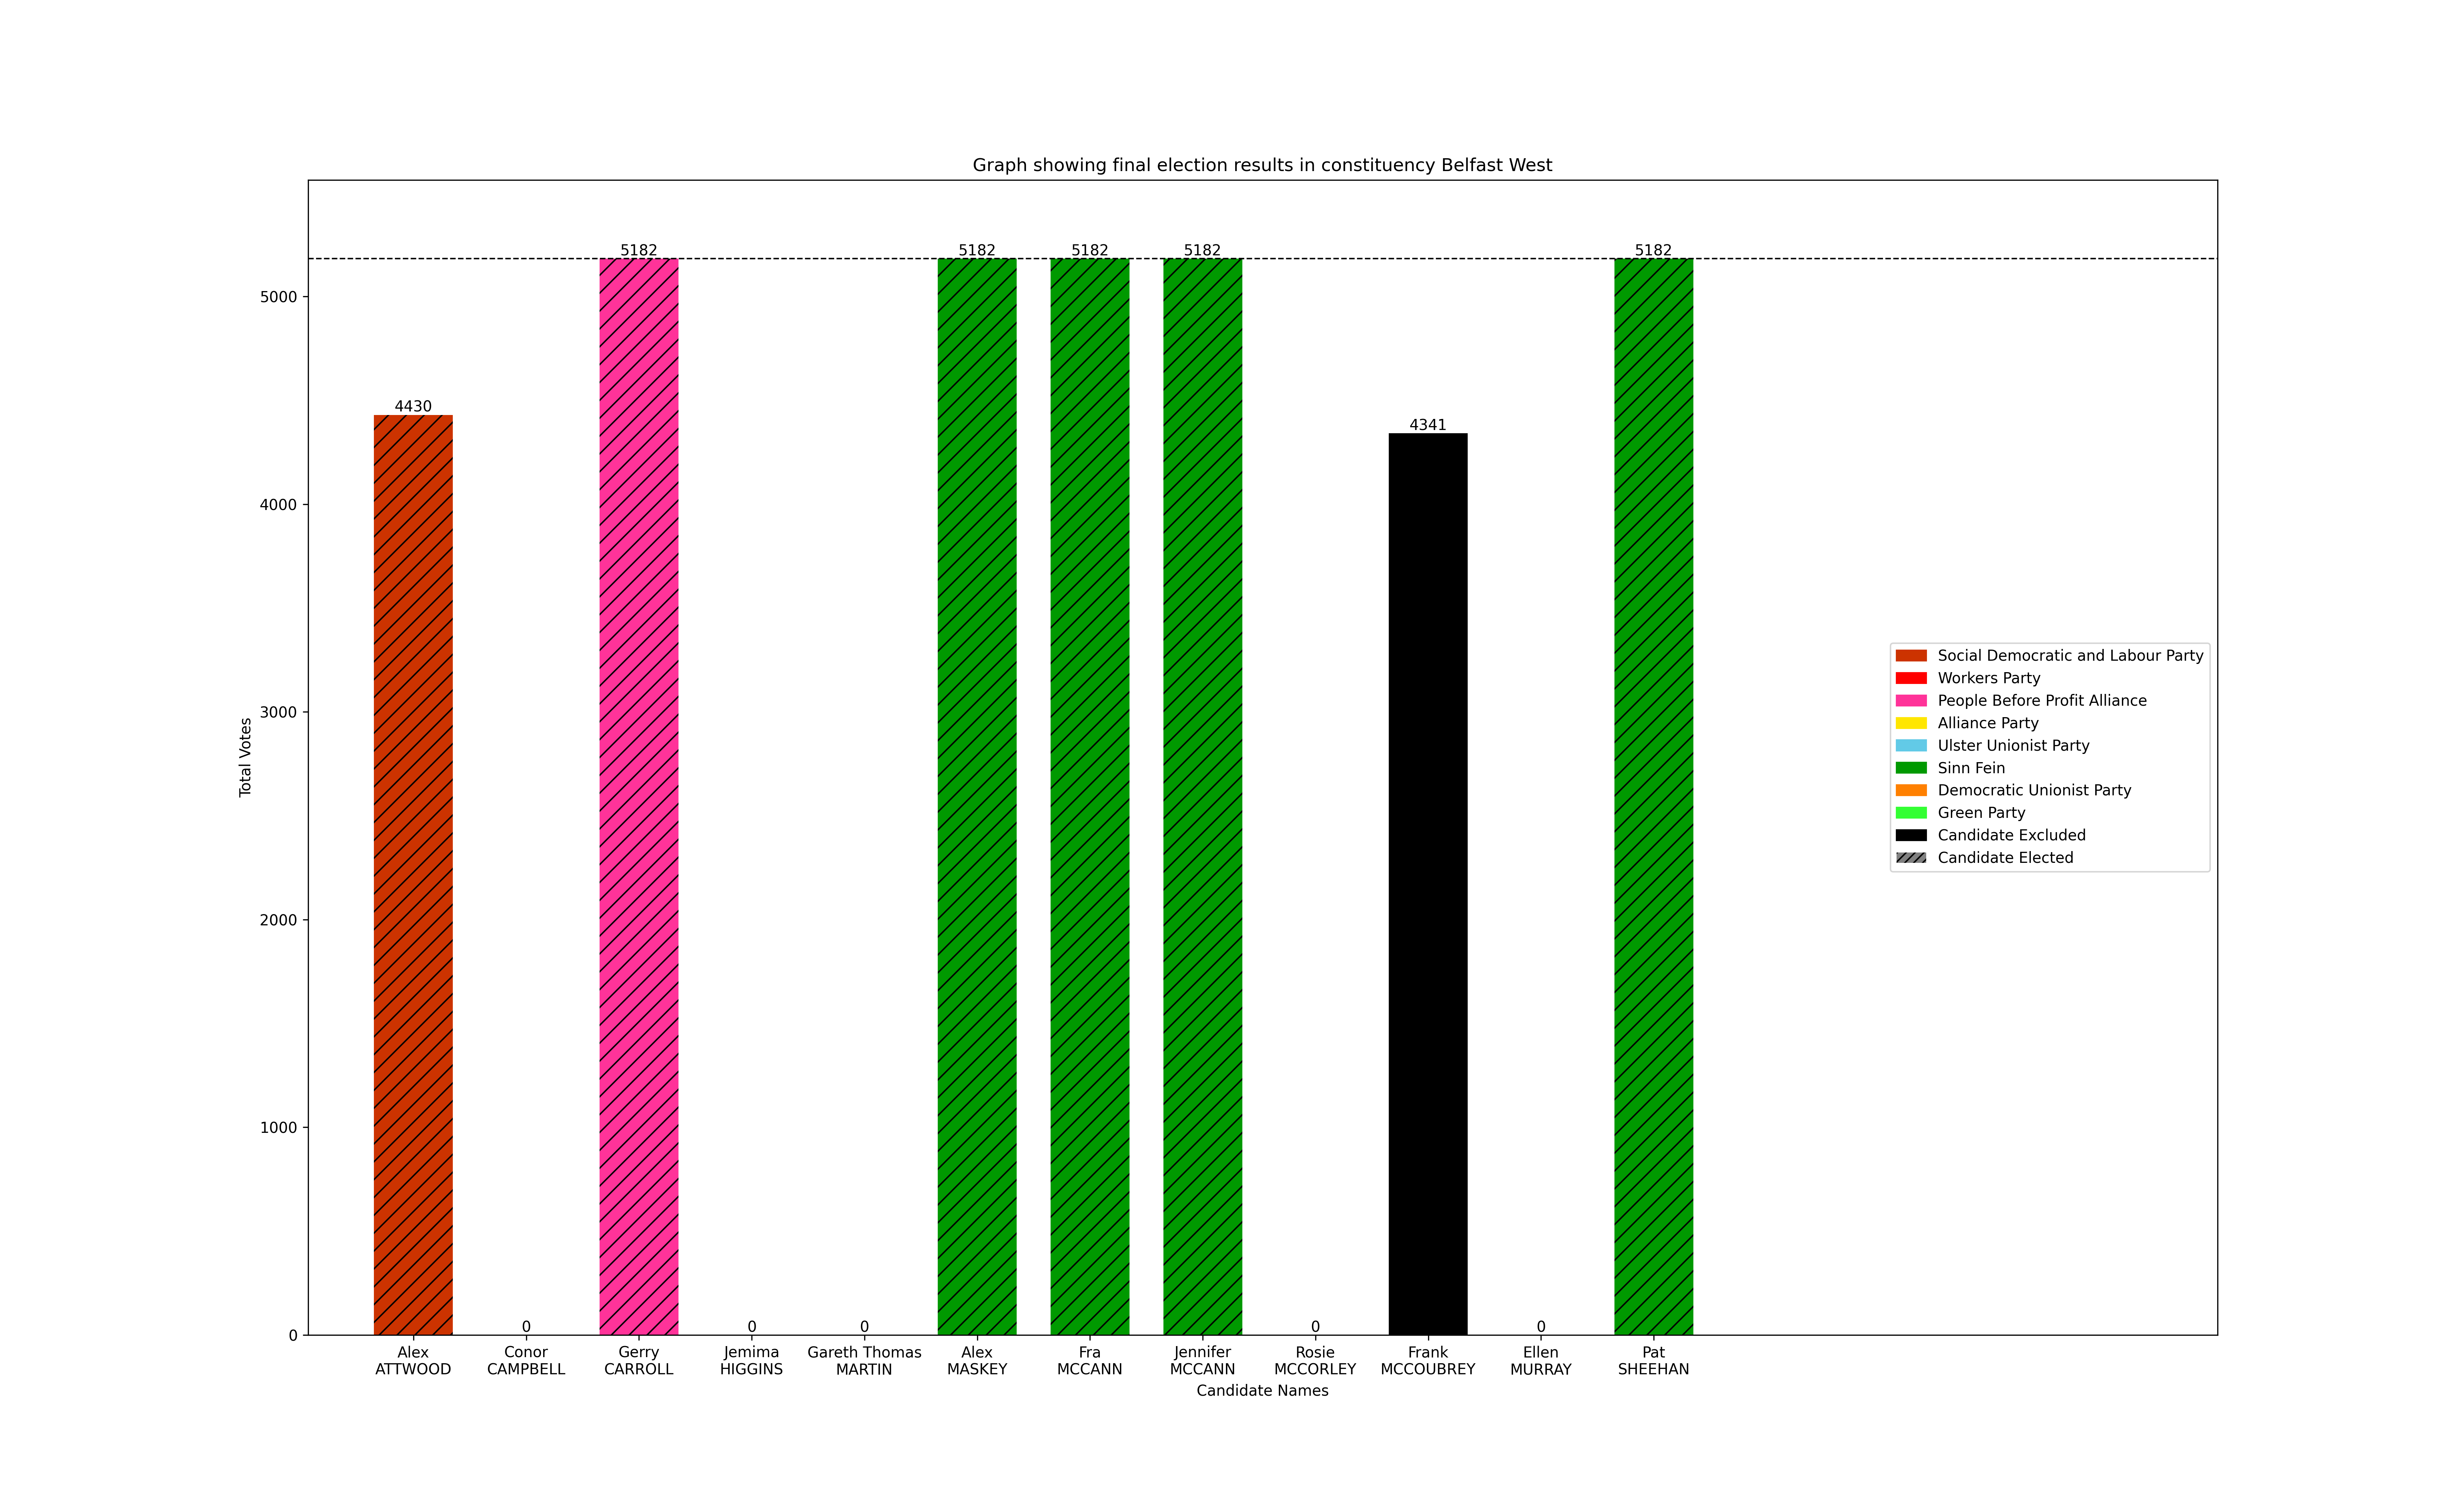 Graph showing final election results in constituency Belfast West
5182 5182 5182 5182 5182
5000
4430
4341
4000
3000
2000
1000
0
0 0 0 0 0
Total Votes
Social Democratic and Labour Party
Workers Party
People Before Profit Alliance
Alliance Party
Ulster Unionist Party
Sinn Fein
Democratic Unionist Party
Green Party
Candidate Excluded
Candidate Elected
Alex
ATTWOOD
Conor
CAMPBELL
Gerry
CARROLL
Jemima
HIGGINS
Gareth Thomas
MARTIN
Alex
MASKEY
Fra
MCCANN
Jennifer
MCCANN
Rosie
MCCORLEY
Frank
MCCOUBREY
Ellen
MURRAY
Pat
SHEEHAN
Candidate Names